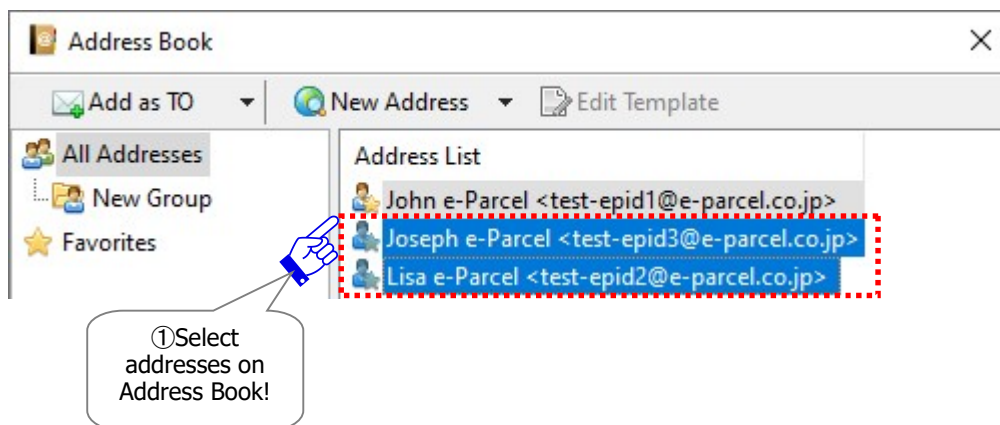 Address Book
Add as TO
New Address
Edit Template
All Addresses
New Group
Favorites
Address List
John e-Parcel <test-epid1@e-parcel.co.jp>
Joseph e-Parcel <test-epid3@e-parcel.co.jp>
Lisa e-Parcel <test-epid2@e-parcel.co.jp>
①Select
addresses on
Address Book!